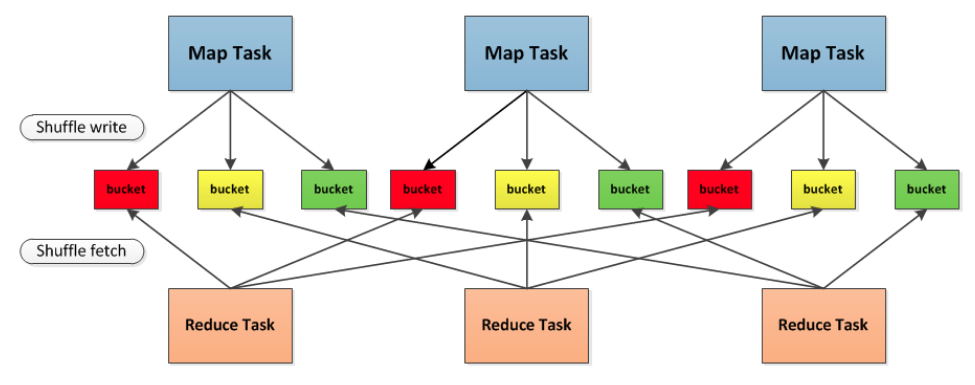 Map Task
Map Task
Map Task
Shuffle write
bucket
bucket
bucket
bucket
bucket
bucket
bucket
bucket
bucket
Shuffle fetch
Reduce Task
Reduce Task
Reduce Task